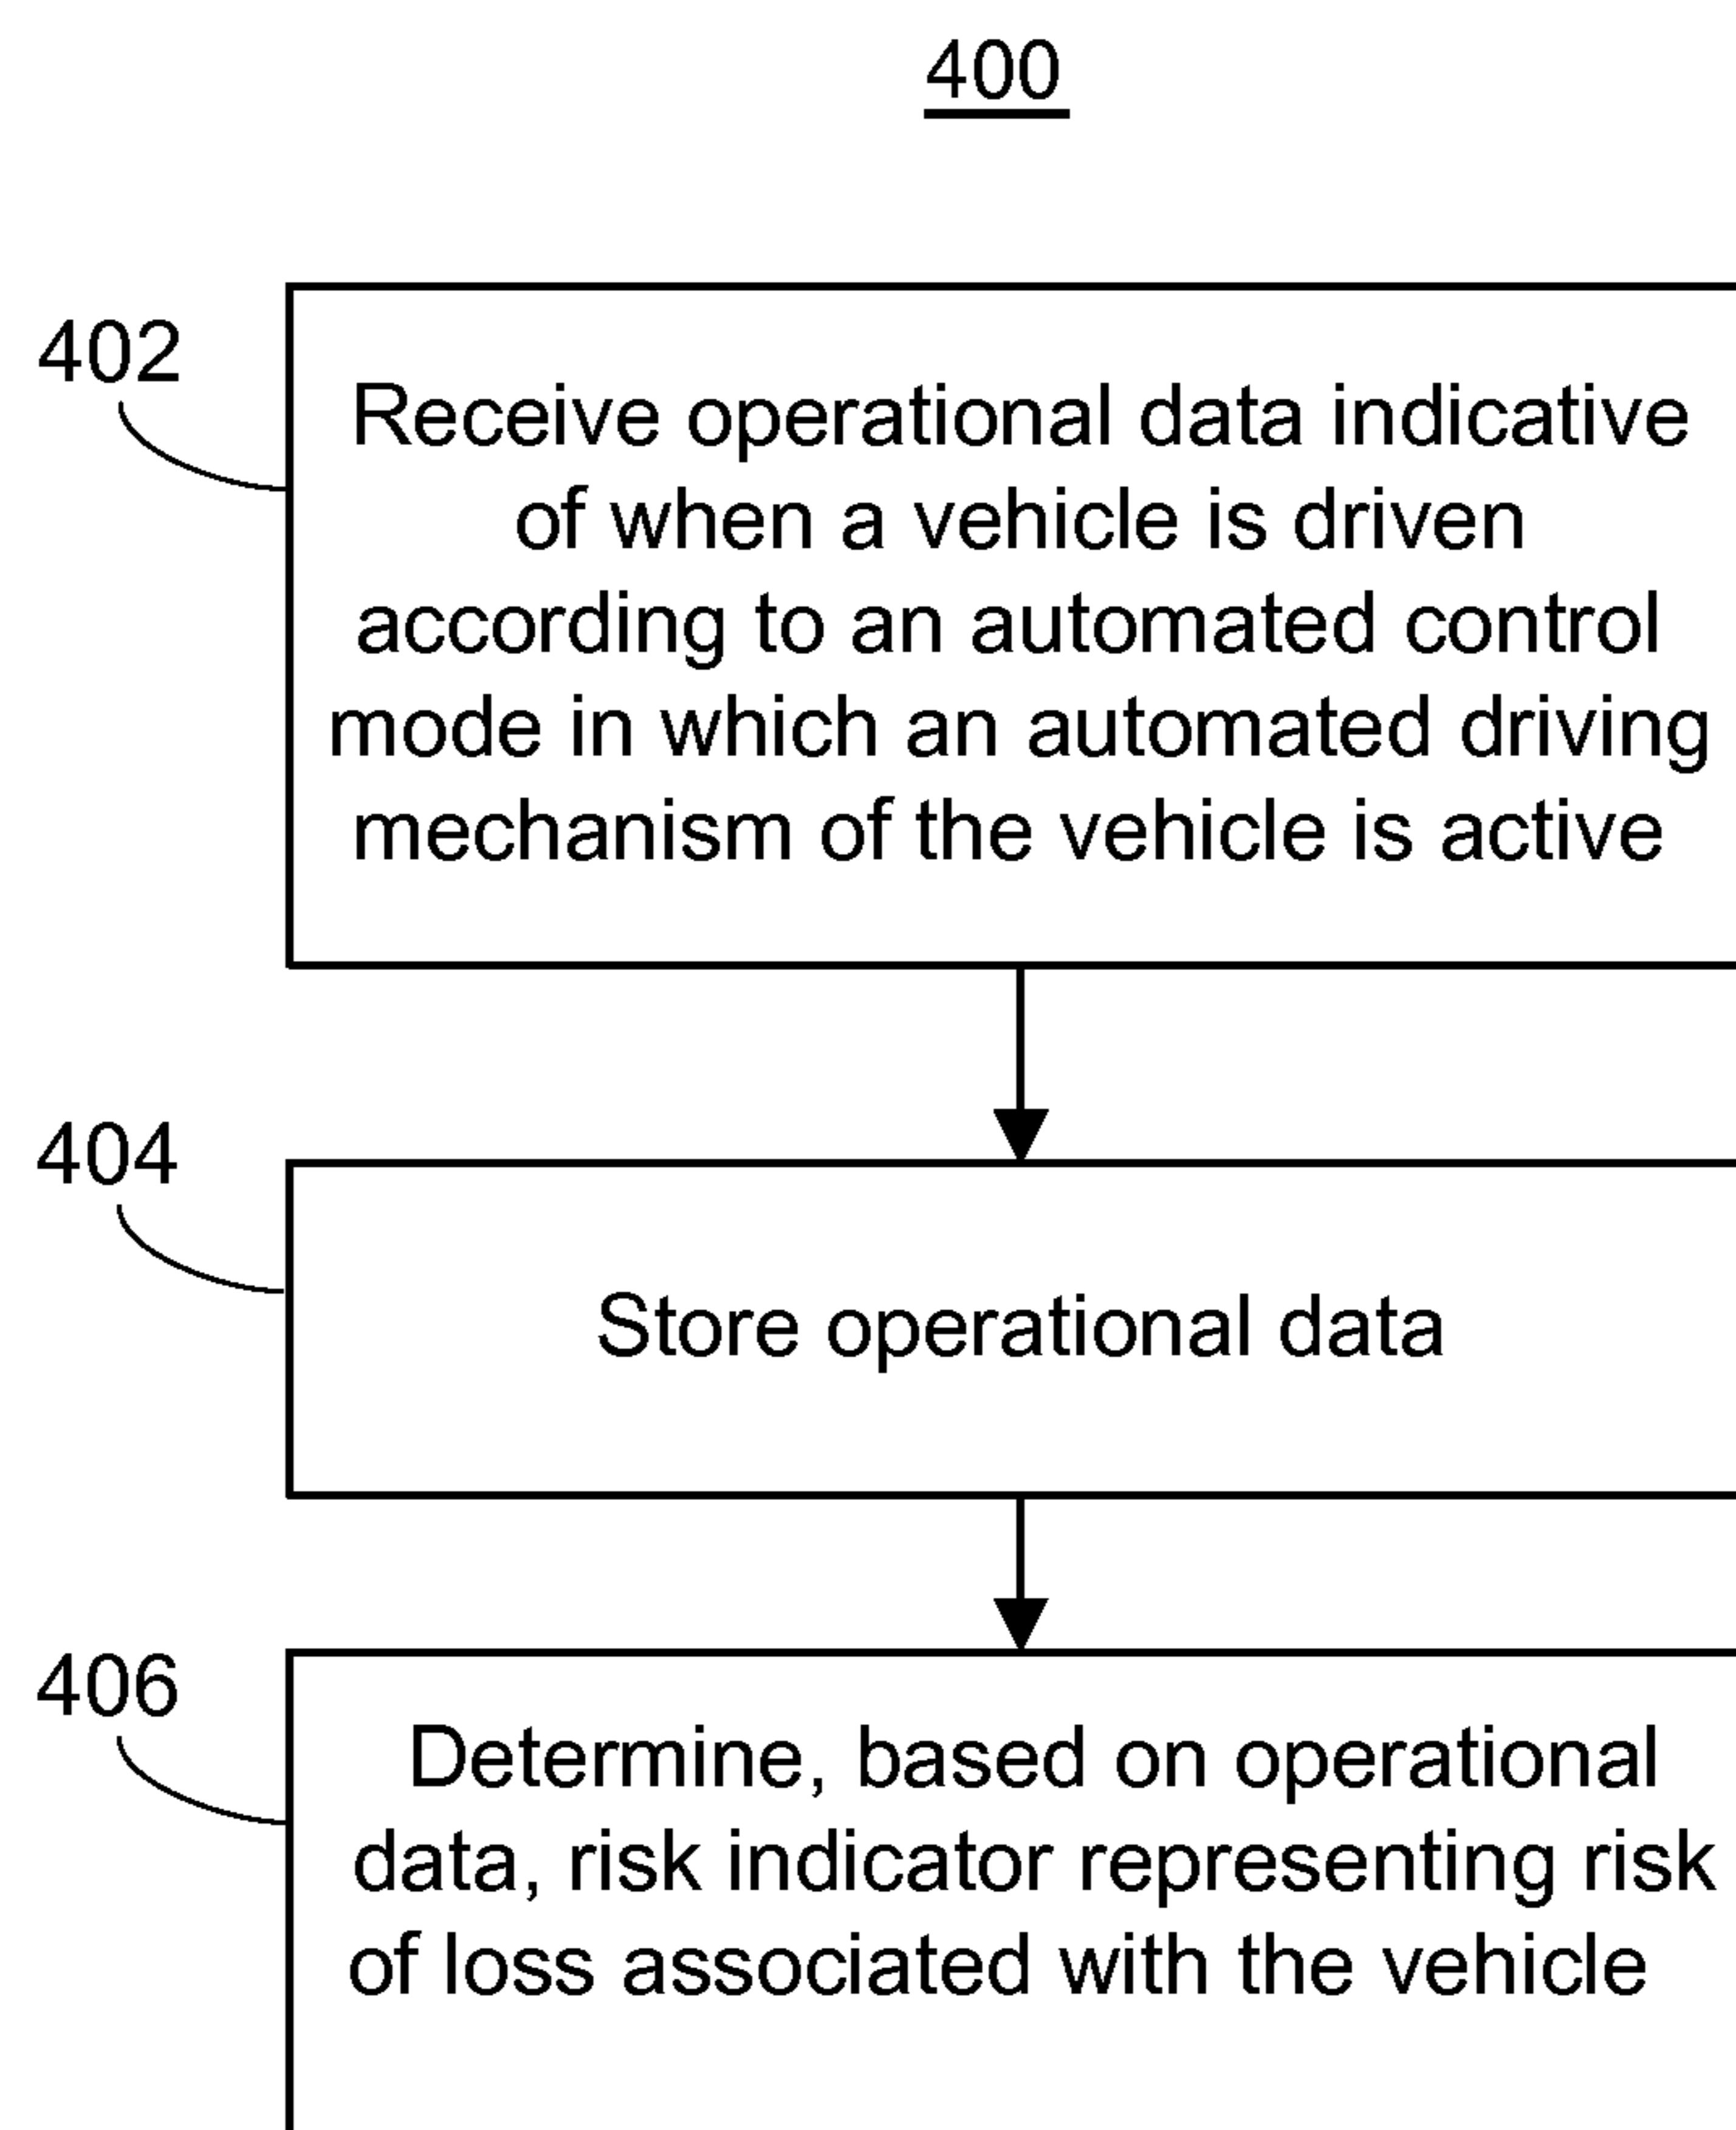 400
402
Receive operational data indicative
of when a vehicle is driven
according to an automated control
mode in which an automated driving
mechanism of the vehicle is active
404
Store operational data
406
Determine, based on operational
data, risk indicator representing risk
of loss associated with the vehicle